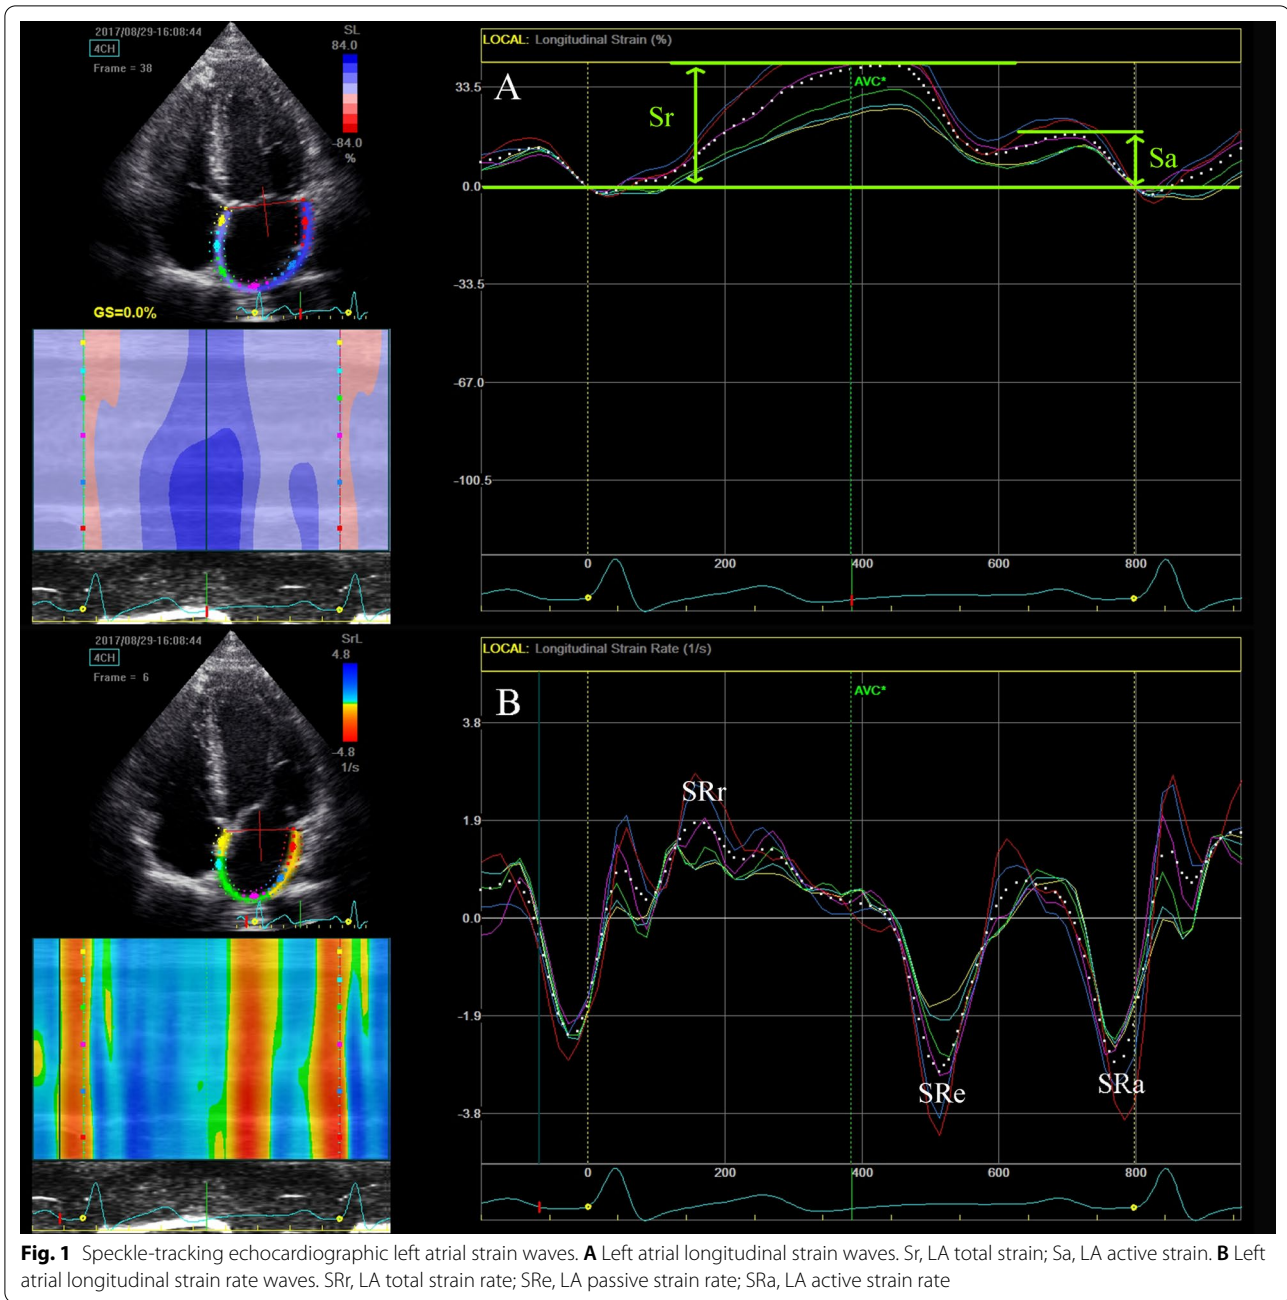 2017/08/29-16:08:44
4CH
Frame = 38
SL
84.0
-84.0
%
GS=0.0%
LOCAL: Longitudinal Strain (%)
A
AVC*
Sr
Sa
33.5
0.0
-33.5
-67.0
-100.5
0 200 400 600 800
2017/08/29-16:08:44
4CH
Frame = 6
SrL
4.8
-4.8
1/s
LOCAL: Longitudinal Strain Rate (1/s)
B
AVC*
3.8
SRr
1.9
0.0
-1.9
SRe
SRa
-3.8
0 200 400 600 800
Fig. 1 Speckle-tracking echocardiographic left atrial strain waves. A Left atrial longitudinal strain waves. Sr, LA total strain; Sa, LA active strain. B Left
atrial longitudinal strain rate waves. SRr, LA total strain rate; SRe, LA passive strain rate; SRa, LA active strain rate